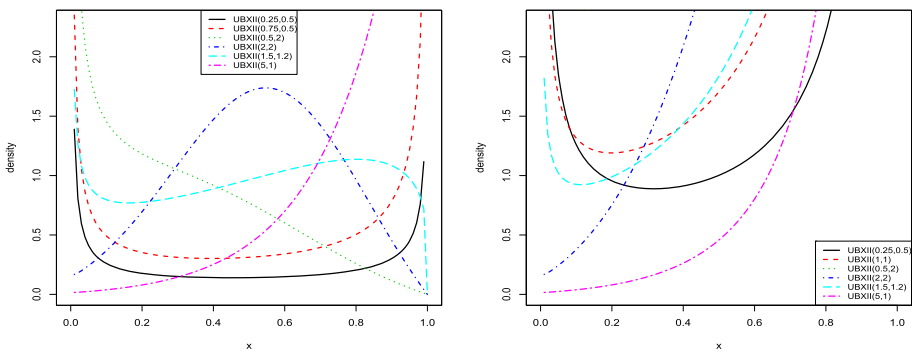 UBXII(0.25,0.5)
UBXII(0.75,0.5)
UBXII(0.5,2)
UBXII(2,2)
UBXII(1.5,1.2)
UBXII(5,1)
density
0.0
0.5
1.0
1.5
2.0
0.0
0.2
0.4
0.6
0.8
1.0
x
density
0.0
0.5
1.0
1.5
2.0
UBXII(0.25,0.5)
UBXII(1,1)
UBXII(0.5,2)
UBXII(2,2)
UBXII(1.5,1.2)
UBXII(5,1)
0.0
0.2
0.4
0.6
0.8
1.0
x